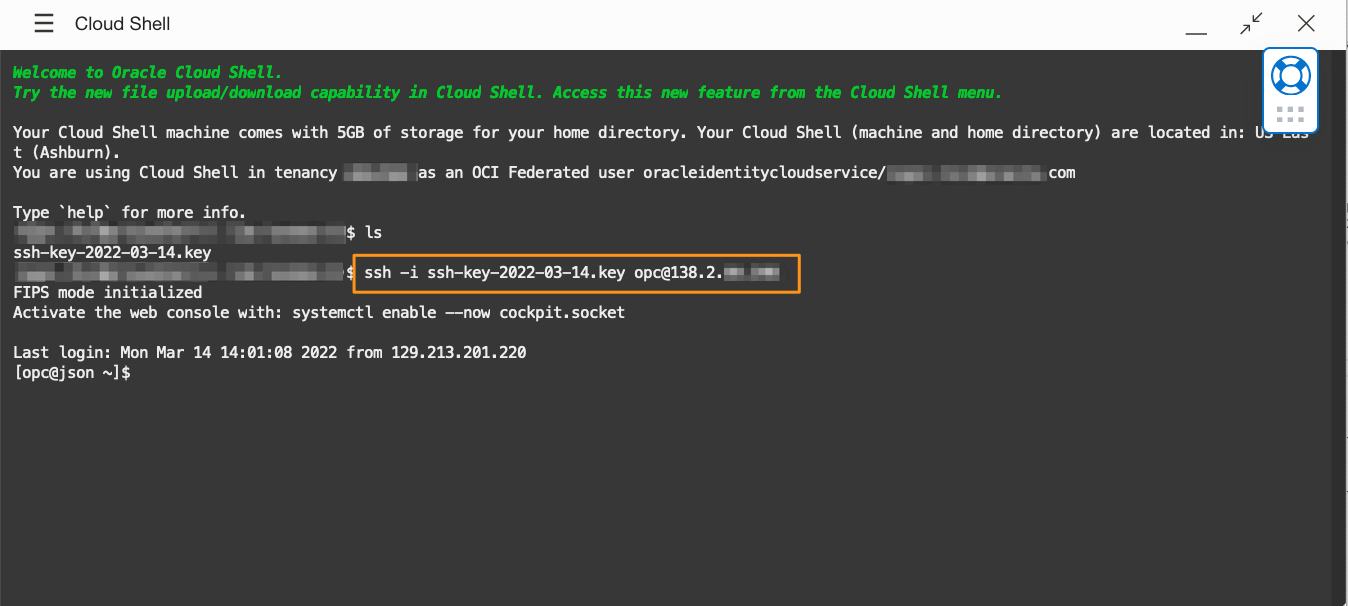 Cloud Shell
Welcome to Oracle Cloud Shell.
Try the new file upload/download capability in Cloud Shell. Access this new feature from the Cloud Shell menu.
Your Cloud Shell machine comes with 5GB of storage for your home directory. Your Cloud Shell (machine and home directory) are located in: US Eas
t (Ashburn).
You are using Cloud Shell in tenancy as an OCI Federated user oracleidentitycloudservice/ com
Type `help` for more info.
$ ls
ssh-key-2022-03-14.key
$ ssh -i ssh-key-2022-03-14.key opc@138.2.
FIPS mode initialized
Activate the web console with: systemctl enable --now cockpit.socket
Last login: Mon Mar 14 14:01:08 2022 from 129.213.201.220
[opc@json ~]$